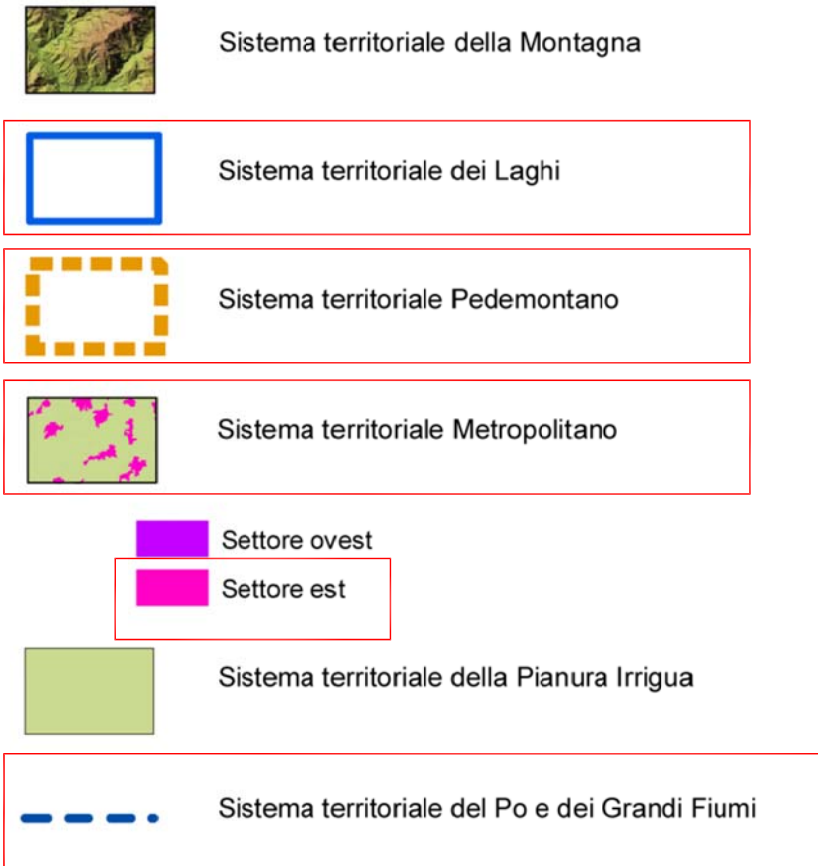 Sistema territoriale della Montagna
Sistema territoriale dei Laghi
Sistema territoriale Pedemontano
Sistema territoriale Metropolitano
Settore ovest
Settore est
Sistema territoriale della Pianura Irrigua
Sistema territoriale del Po e dei Grandi Fiumi